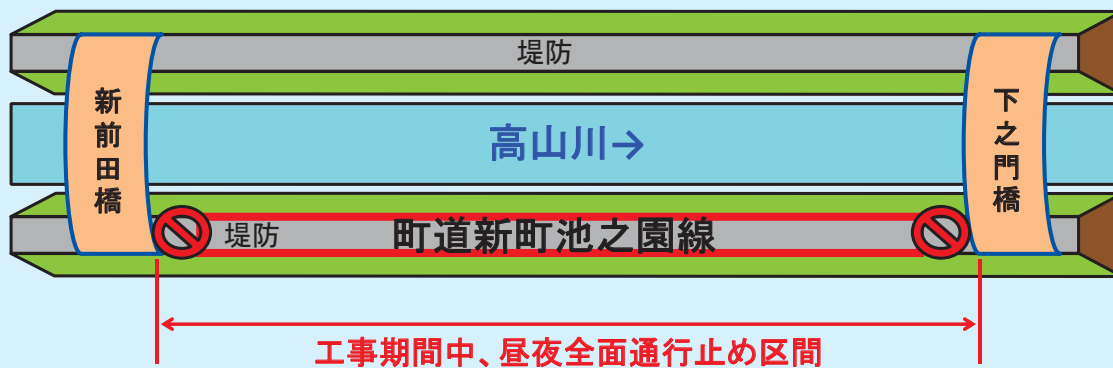 堤防
新前田橋
高山川→
下之門橋
堤防
町道新町池之園線
工事期間中、昼夜全面通行止め区間